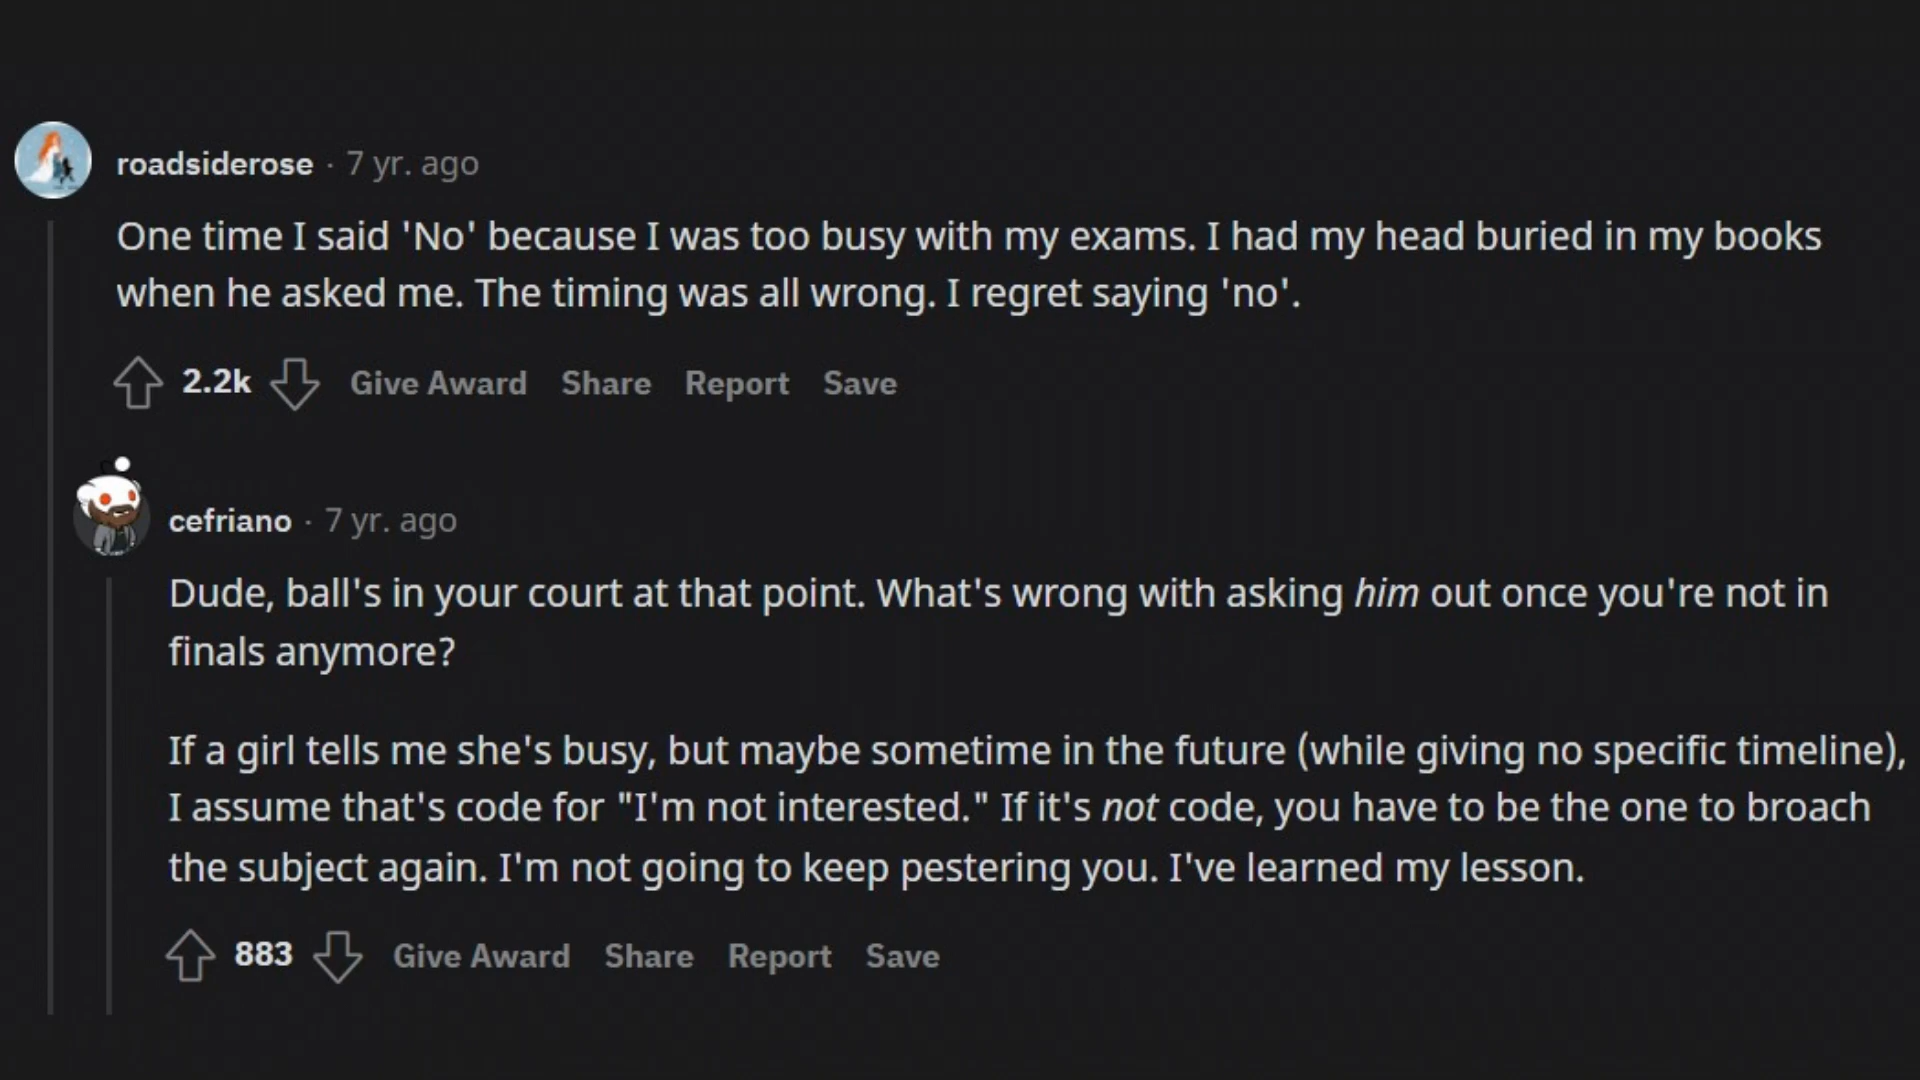 roadsiderose · 7 yr. ago
One time I said 'No' because I was too busy with my exams. I had my head buried in my books
when he asked me. The timing was all wrong. I regret saying 'no'.
2.2k Give Award Share Report Save
cefriano · 7 yr. ago
Dude, ball's in your court at that point. What's wrong with asking him out once you're not in
finals anymore?
If a girl tells me she's busy, but maybe sometime in the future (while giving no specific timeline),
I assume that's code for "I'm not interested." If it's not code, you have to be the one to broach
the subject again. I'm not going to keep pestering you. I've learned my lesson.
883 Give Award Share Report Save